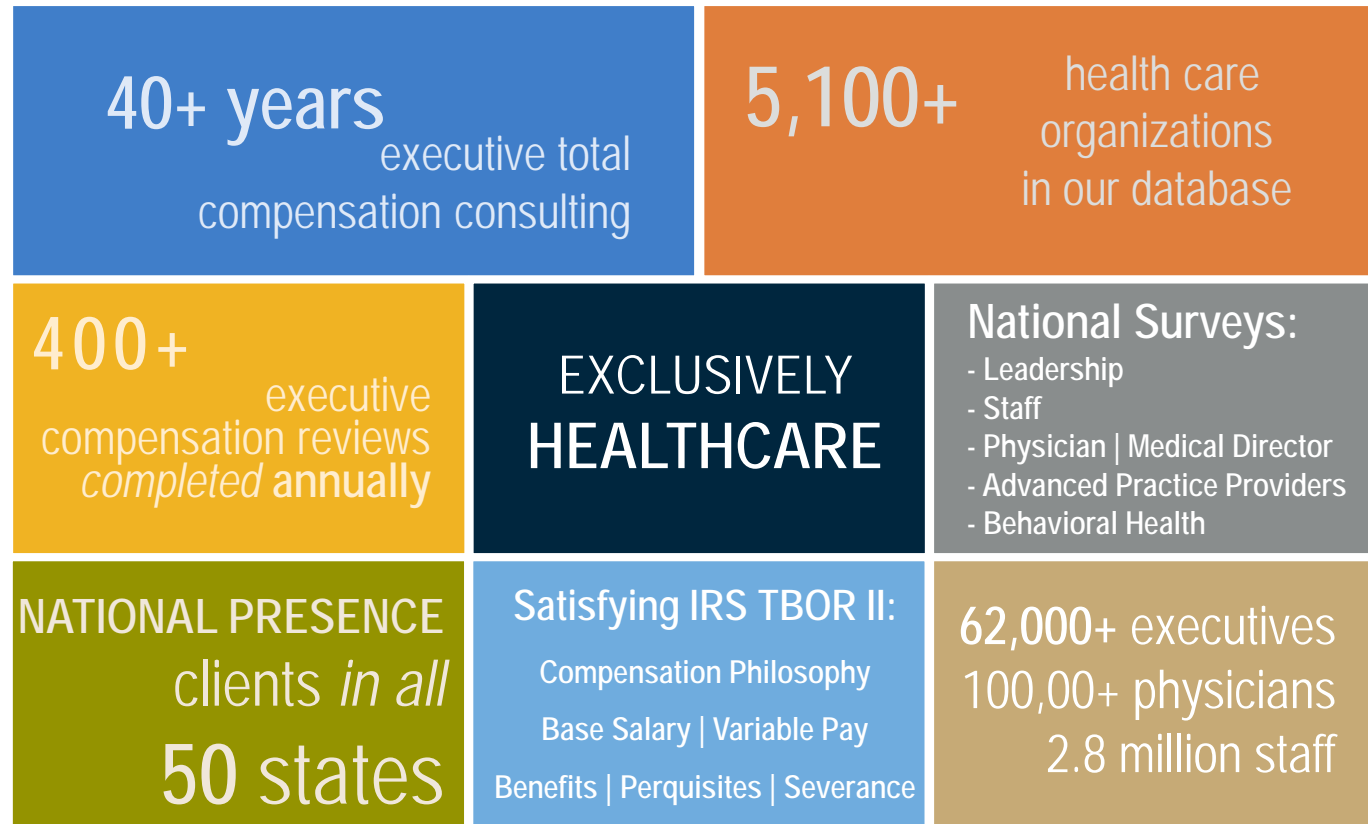 40+ years
executive total
compensation consulting
5,100+
health care
organizations
in our database
400+
executive
compensation reviews
completed annually
EXCLUSIVELY
HEALTHCARE
National Surveys:
- Leadership
- Staff
- Physician | Medical Director
- Advanced Practice Providers
- Behavioral Health
NATIONAL PRESENCE
clients in all
50 states
Satisfying IRS TBOR II:
Compensation Philosophy
Base Salary | Variable Pay
Benefits | Perquisites | Severance
62,000+ executives
100,00+ physicians
2.8 million staff